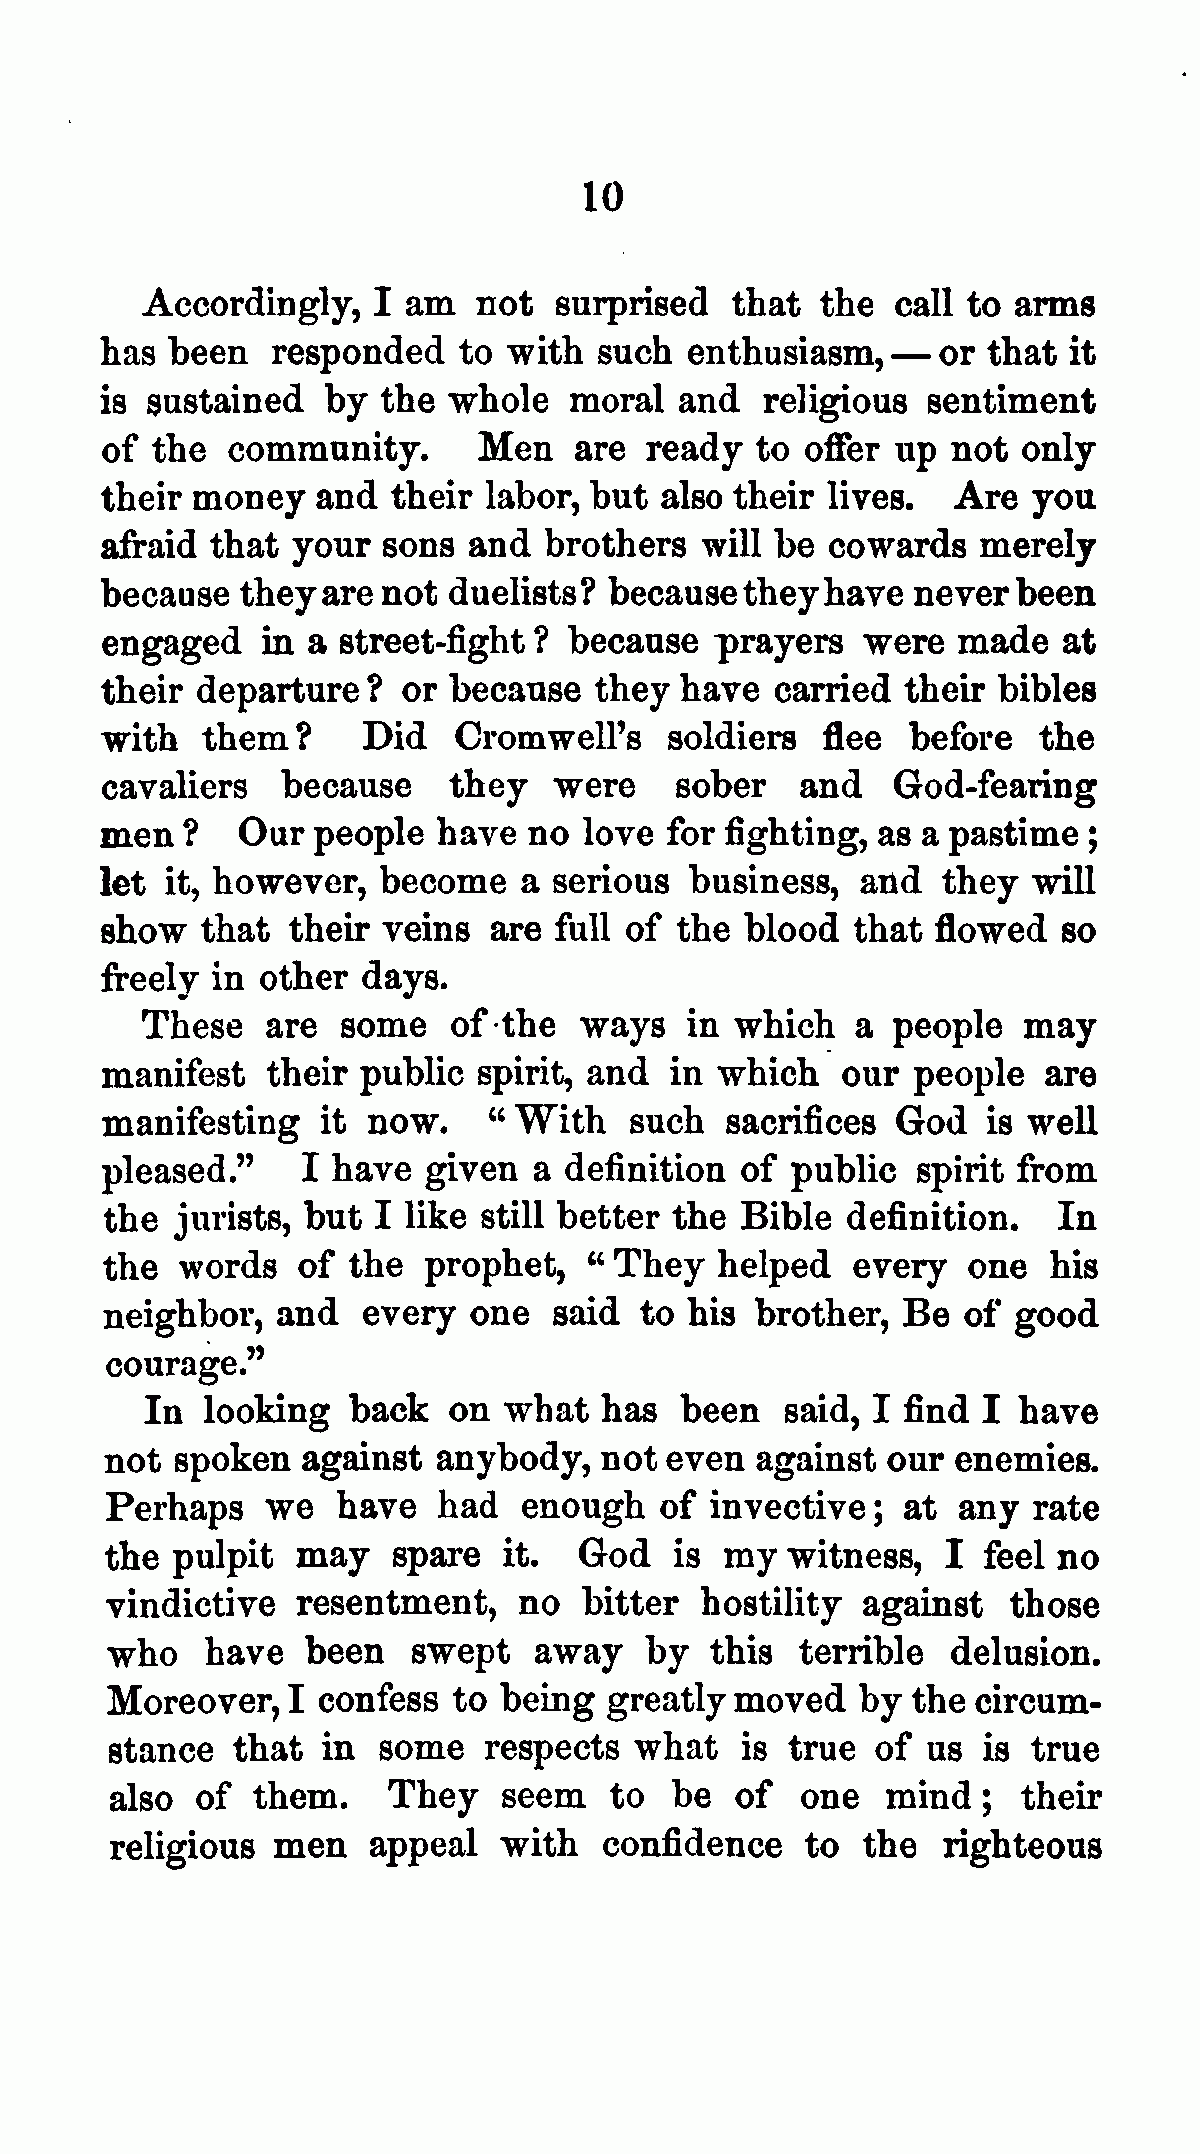 10
Accordingly, I am not surprised that the call to arms
has been responded to with such enthusiasm,—or that it
is sustained by the whole moral and religious sentiment
of the community. Men are ready to offer up not only
their money and their labor, but also their lives. Are you
afraid that your sons and brothers will be cowards merely
because they are not duelists? because they have never been
engaged in a street-fight? because prayers were made at
their departure? or because they have carried their bibles
with them? Did Cromwell's soldiers flee before the
cavaliers because they were sober and God-fearing
men? Our people have no love for fighting, as a pastime;
let it, however, become a serious business, and they will
show that their veins are full of the blood that flowed so
freely in other days.
These are some of the ways in which a people may
manifest their public spirit, and in which our people are
manifesting it now. "With such sacrifices God is well
pleased." I have given a definition of public spirit from
the jurists, but I like still better the Bible definition. In
the words of the prophet, "They helped every one his
neighbor, and every one said to his brother, Be of good
courage."
In looking back on what has been said, I find I have
not spoken against anybody, not even against our enemies.
Perhaps we have had enough of invective; at any rate
the pulpit may spare it. God is my witness, I feel no
vindictive resentment, no bitter hostility against those
who have been swept away by this terrible delusion.
Moreover, I confess to being greatly moved by the circum-
stance that in some respects what is true of us is true
also of them. They seem to be of one mind; their
religious men appeal with confidence to the righteous